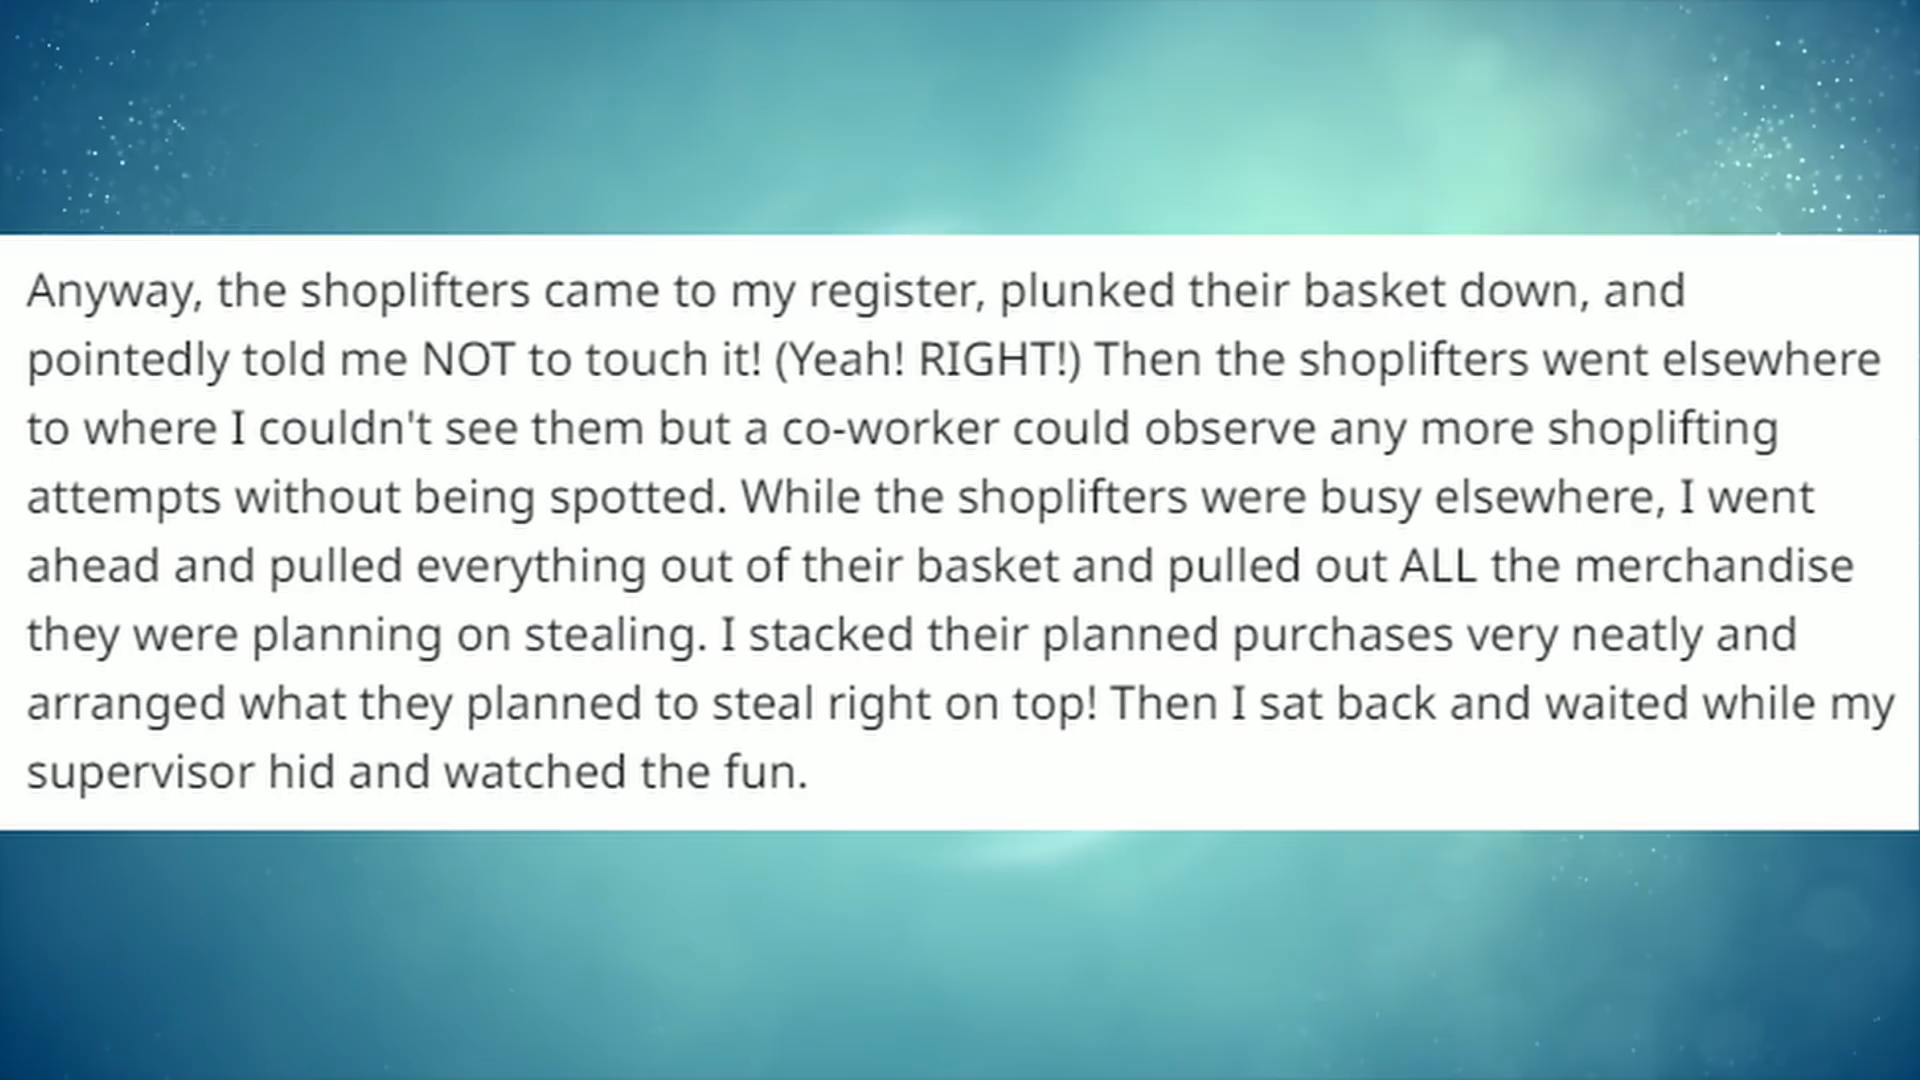 Anyway, the shoplifters came to my register, plunked their basket down, and
pointedly told me NOT to touch it! (Yeah! RIGHT!) Then the shoplifters went elsewhere
to where I couldn't see them but a co-worker could observe any more shoplifting
attempts without being spotted. While the shoplifters were busy elsewhere, I went
ahead and pulled everything out of their basket and pulled out ALL the merchandise
they were planning on stealing. I stacked their planned purchases very neatly and
arranged what they planned to steal right on top! Then I sat back and waited while my
supervisor hid and watched the fun.